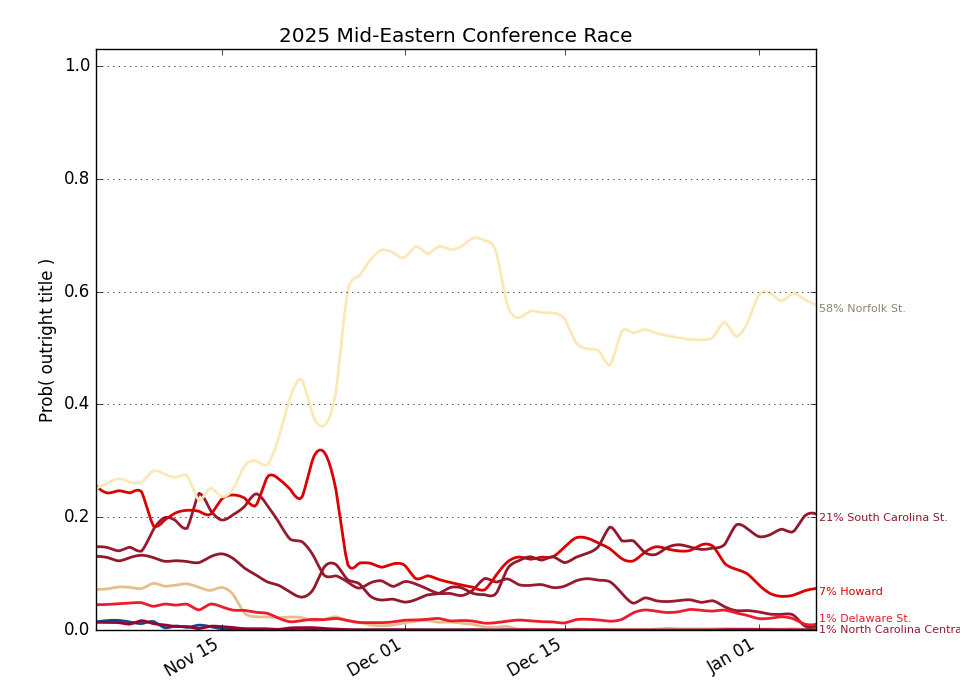 2025 Mid-Eastern Conference Race
1.0
0.8
0.6
0.4
0.2
0.0
Prob( outright title )
Nov 15
Dec 01
Dec 15
Jan 01
58% Norfolk St.
21% South Carolina St.
7% Howard
1% Delaware St.
1% North Carolina Centra